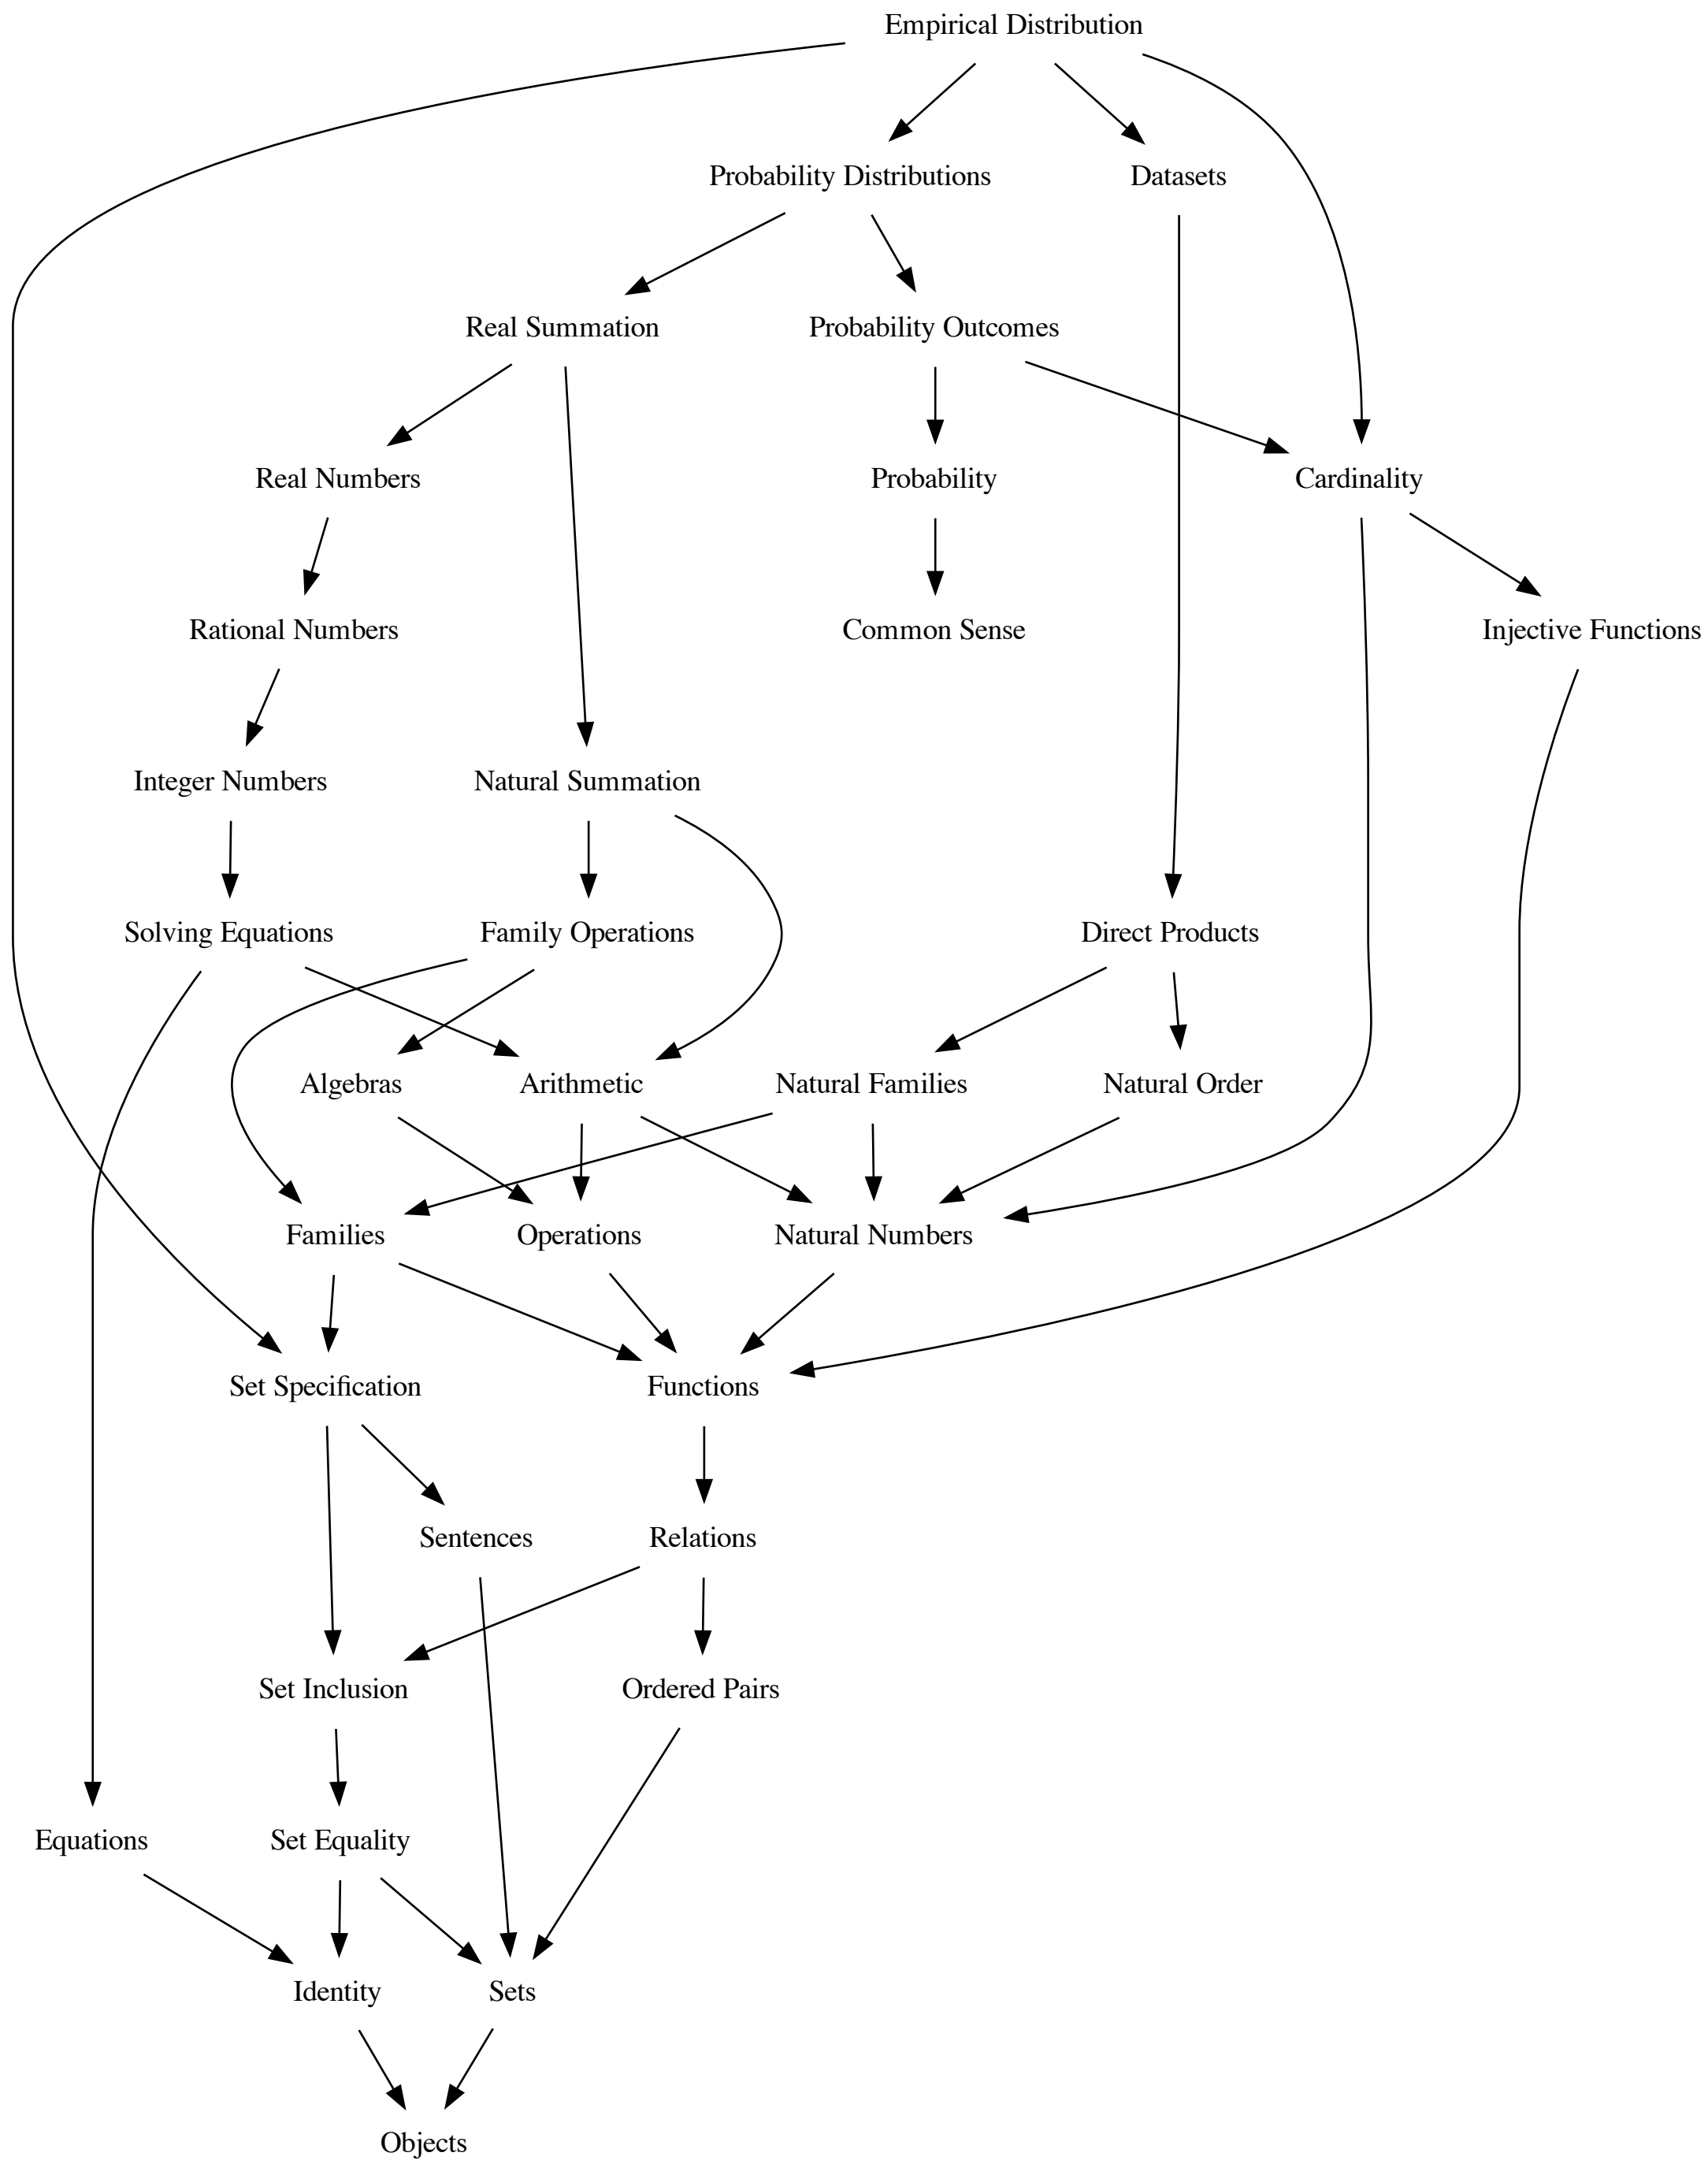 Empirical Distribution
Probability Distributions
Datasets
Real Summation
Probability Outcomes
Real Numbers
Probability
Cardinality
Rational Numbers
Common Sense
Injective Functions
Integer Numbers
Natural Summation
Solving Equations
Family Operations
Direct Products
Algebras
Arithmetic
Natural Families
Natural Order
Families
Operations
Natural Numbers
Set Specification
Functions
Sentences
Relations
Set Inclusion
Ordered Pairs
Equations
Set Equality
Identity
Sets
Objects